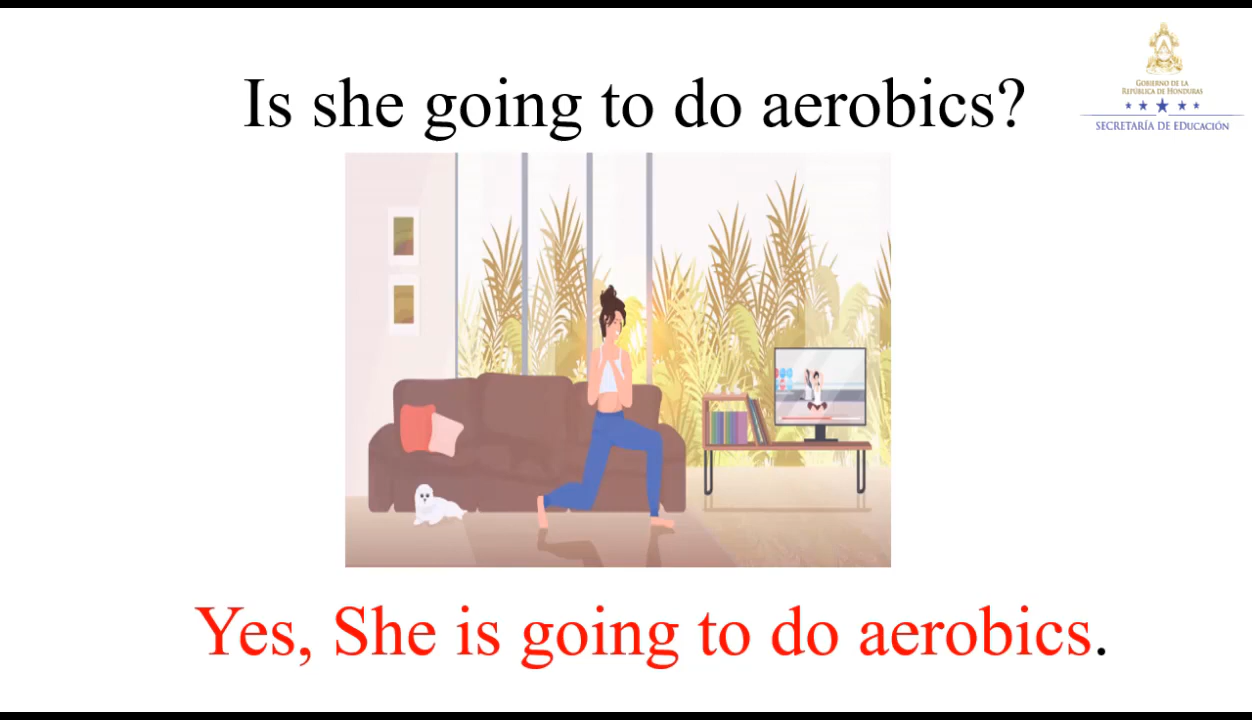 Is she going to do aerobics?
GOBIERNO DE LA
REPÚBLICA DE HONDURAS
SECRETARÍA DE EDUCACIÓN
Yes, She is going to do aerobics.